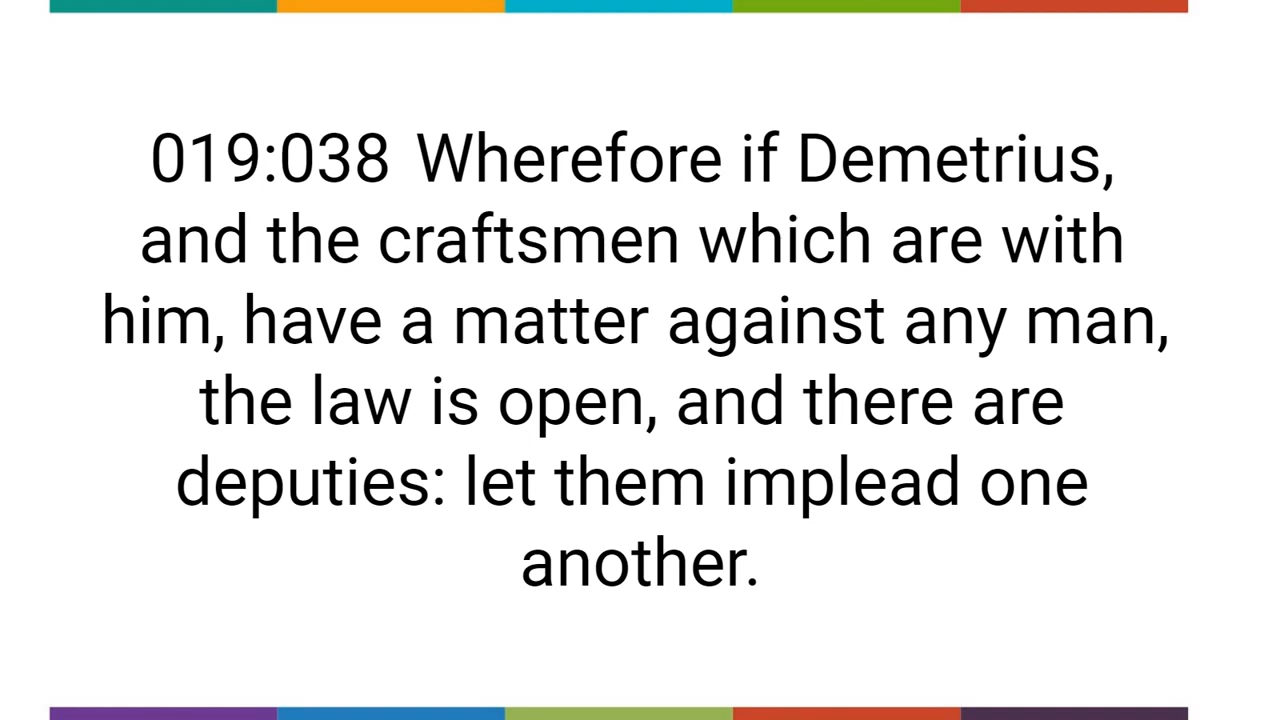 019:038 Wherefore if Demetrius,
and the craftsmen which are with
him, have a matter against any man,
the law is open, and there are
deputies: let them implead one
another.